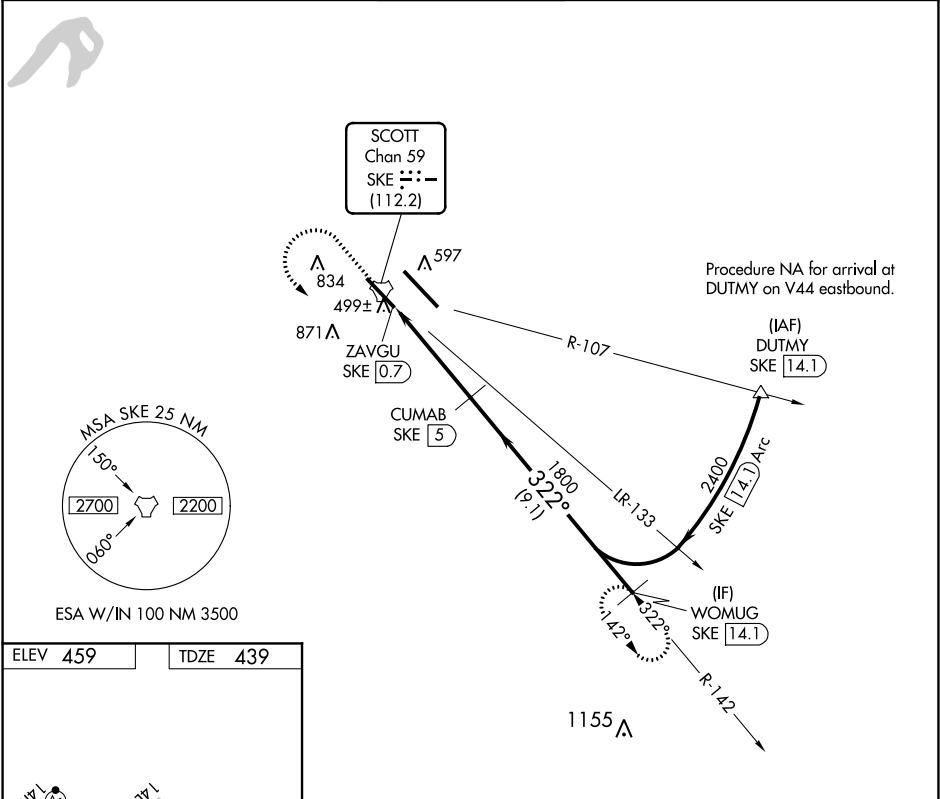 SCOTT
Chan 59
SKE
(112.2)
597
834
499±
871
Procedure NA for arrival at
DUTMY on V44 eastbound.
(IAF)
DUTMY
SKE 14.1
R-107
ZAVGU
SKE 0.7
CUMAB
SKE 5
1800
322°
(9.1)
LR-133
2400
SKE 14.1 Arc
MSA SKE 25 NM
150°
2700
2200
060°
ESA W/IN 100 NM 3500
(IF)
WOMUG
SKE 14.1
322°
142°
R-142
1155
ELEV 459
TDZE 439
14L